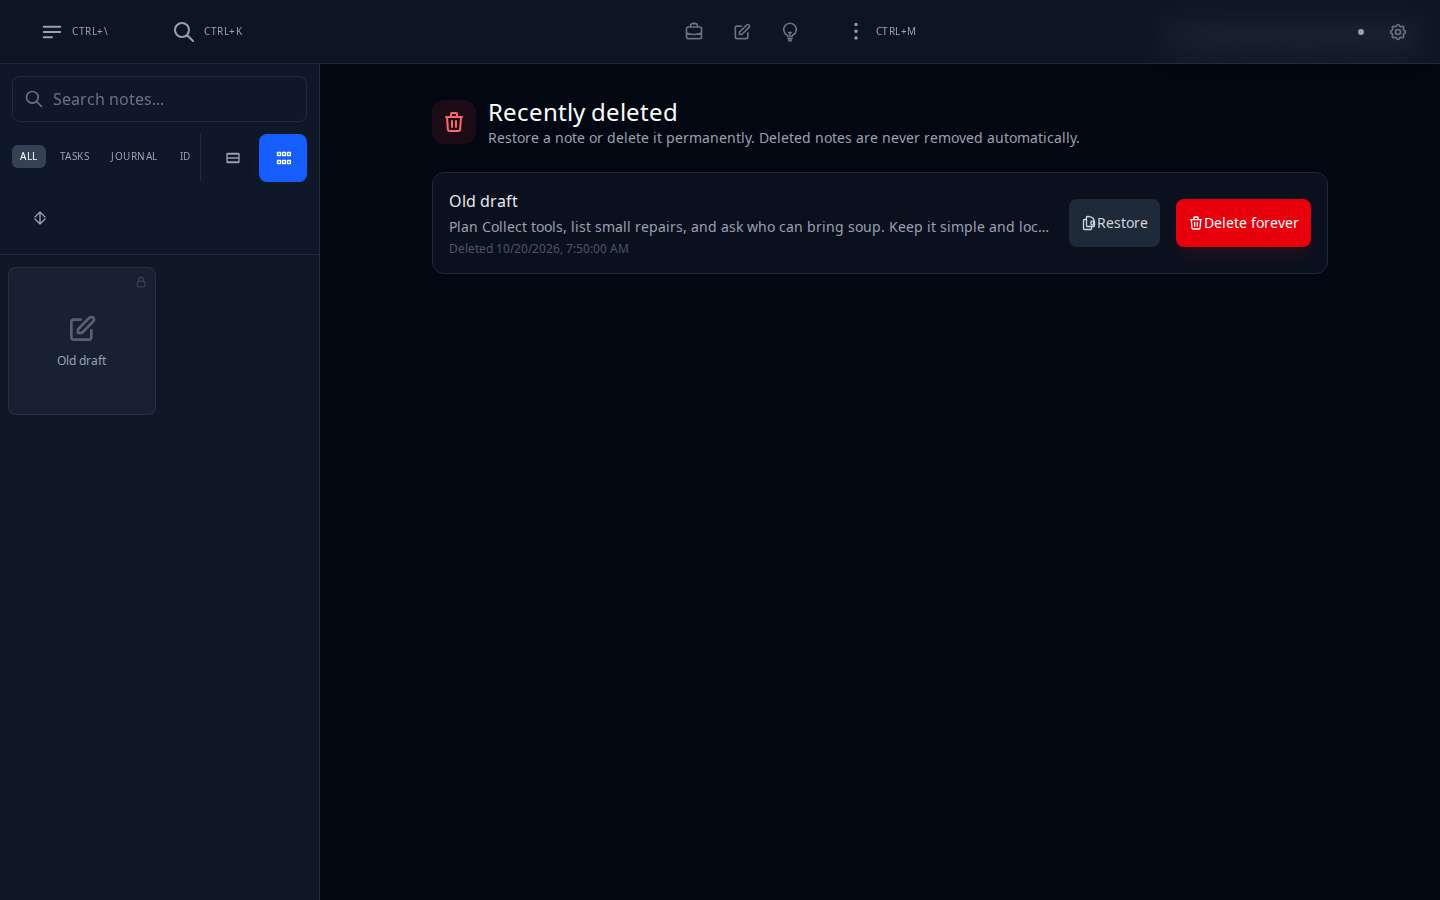 CTRL+\
CTRL+K
CTRL+M
Search notes...
ALL
TASKS
JOURNAL
ID
Old draft
Recently deleted
Restore a note or delete it permanently. Deleted notes are never removed automatically.
Old draft
Plan Collect tools, list small repairs, and ask who can bring soup. Keep it simple and loc...
Deleted 10/20/2026, 7:50:00 AM
Restore
Delete forever